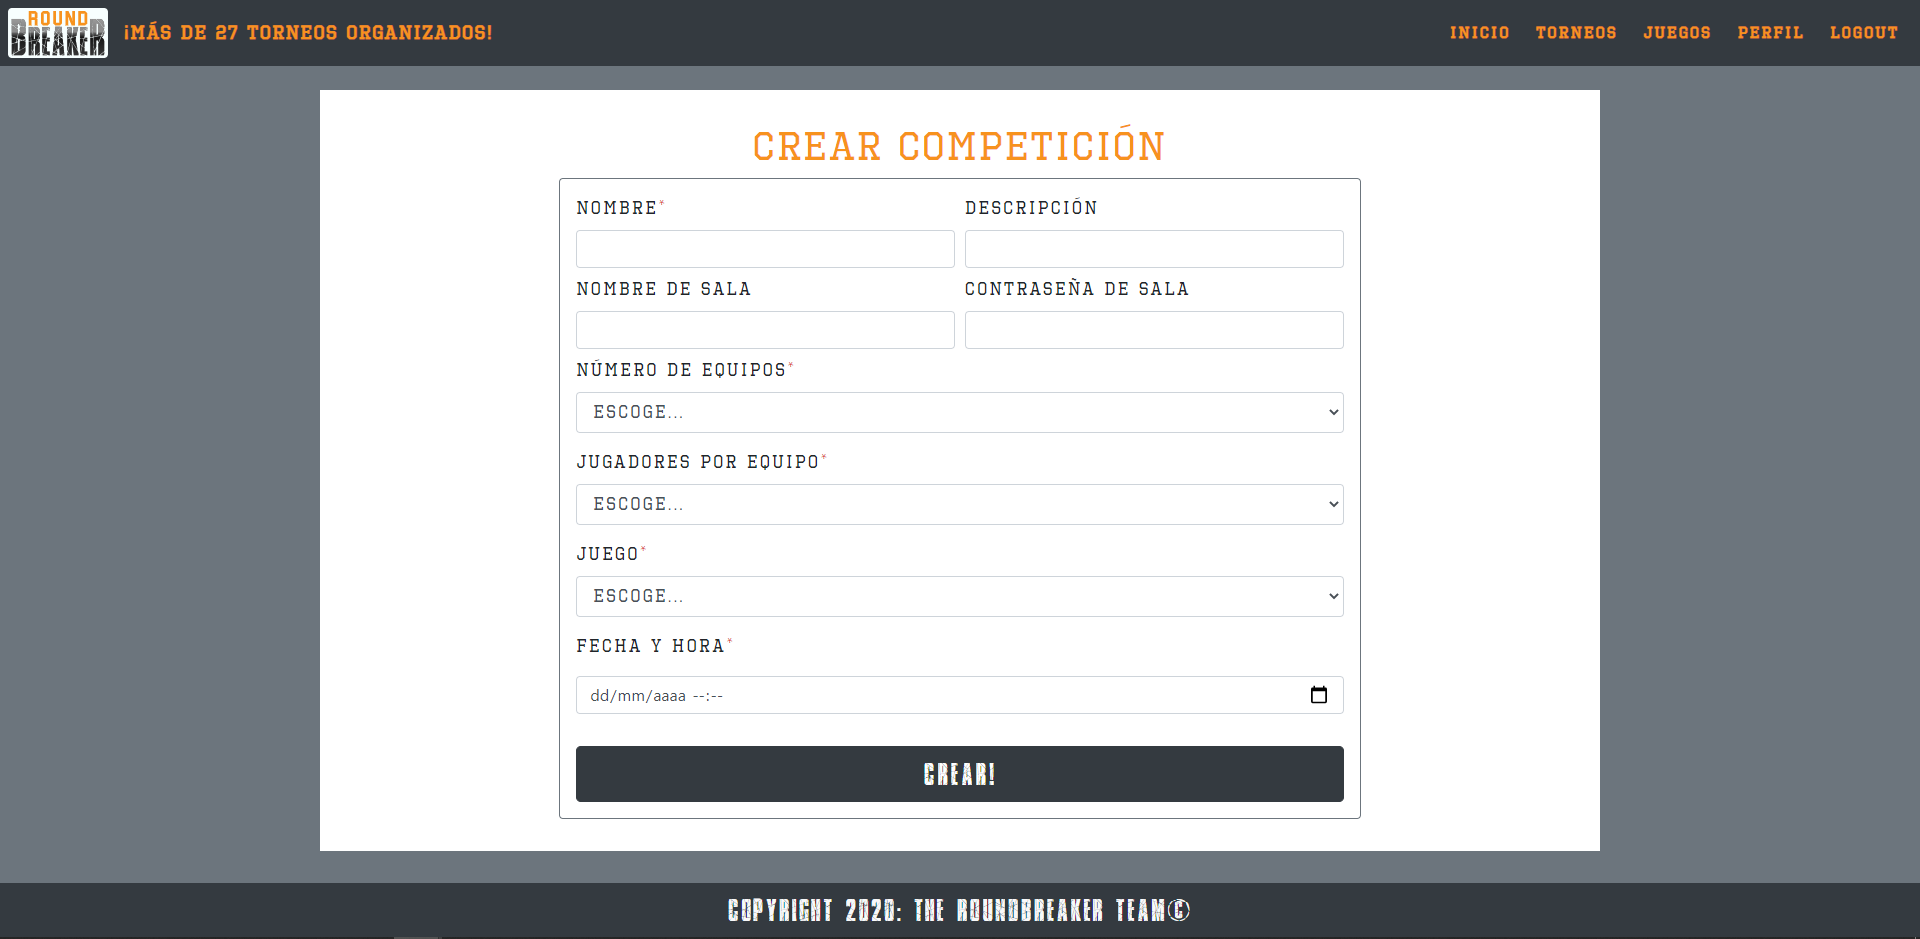 ROUND
BREAKER
¡MÁS DE 27 TORNEOS ORGANIZADOS!
INICIO TORNEOS JUEGOS PERFIL LOGOUT
CREAR COMPETICIÓN
NOMBRE* DESCRIPCIÓN
NOMBRE DE SALA CONTRASEÑA DE SALA
NÚMERO DE EQUIPOS*
ESCOGE...
JUGADORES POR EQUIPO*
ESCOGE...
JUEGO*
ESCOGE...
FECHA Y HORA*
dd/mm/aaaa --:--
CREAR!
COPYRIGHT 2020: THE ROUNDBREAKER TEAM©